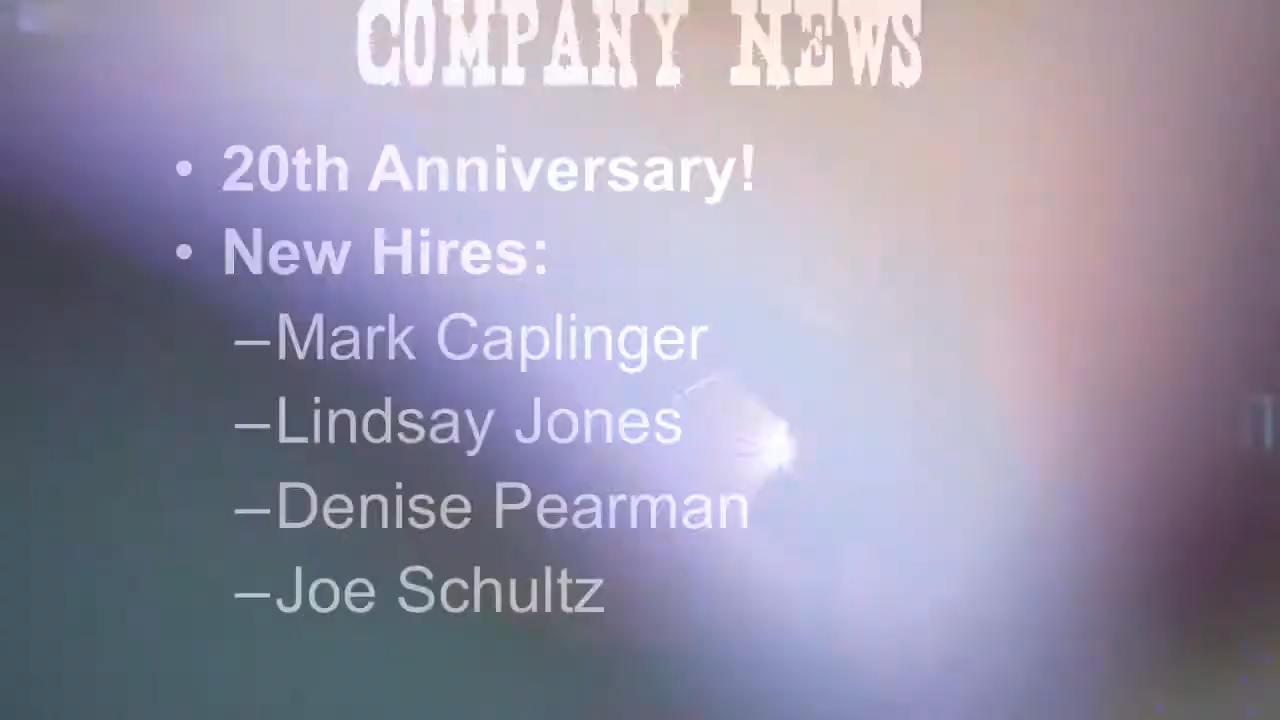 COMPANY NEWS
• 20th Anniversary!
• New Hires:
–Mark Caplinger
–Lindsay Jones
–Denise Pearman
–Joe Schultz